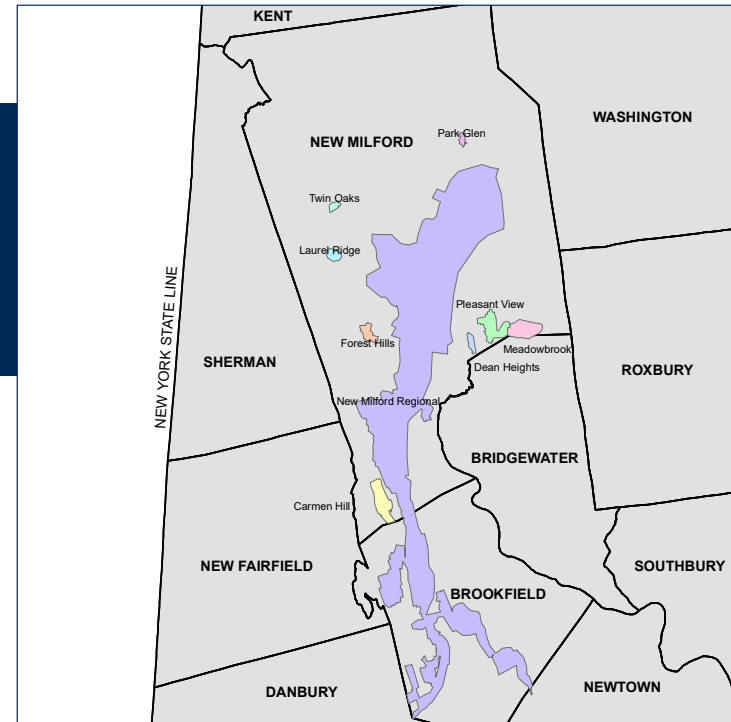 KENT
WASHINGTON
Park Glen
NEW MILFORD
Twin Oaks
Laurel Ridge
NEW YORK STATE LINE
Pleasant View
Forest Hills
Meadowbrook
SHERMAN
Dean Heights
ROXBURY
New Milford Regional
BRIDGEWATER
Carmen Hill
NEW FAIRFIELD
SOUTHBURY
BROOKFIELD
DANBURY
NEWTOWN